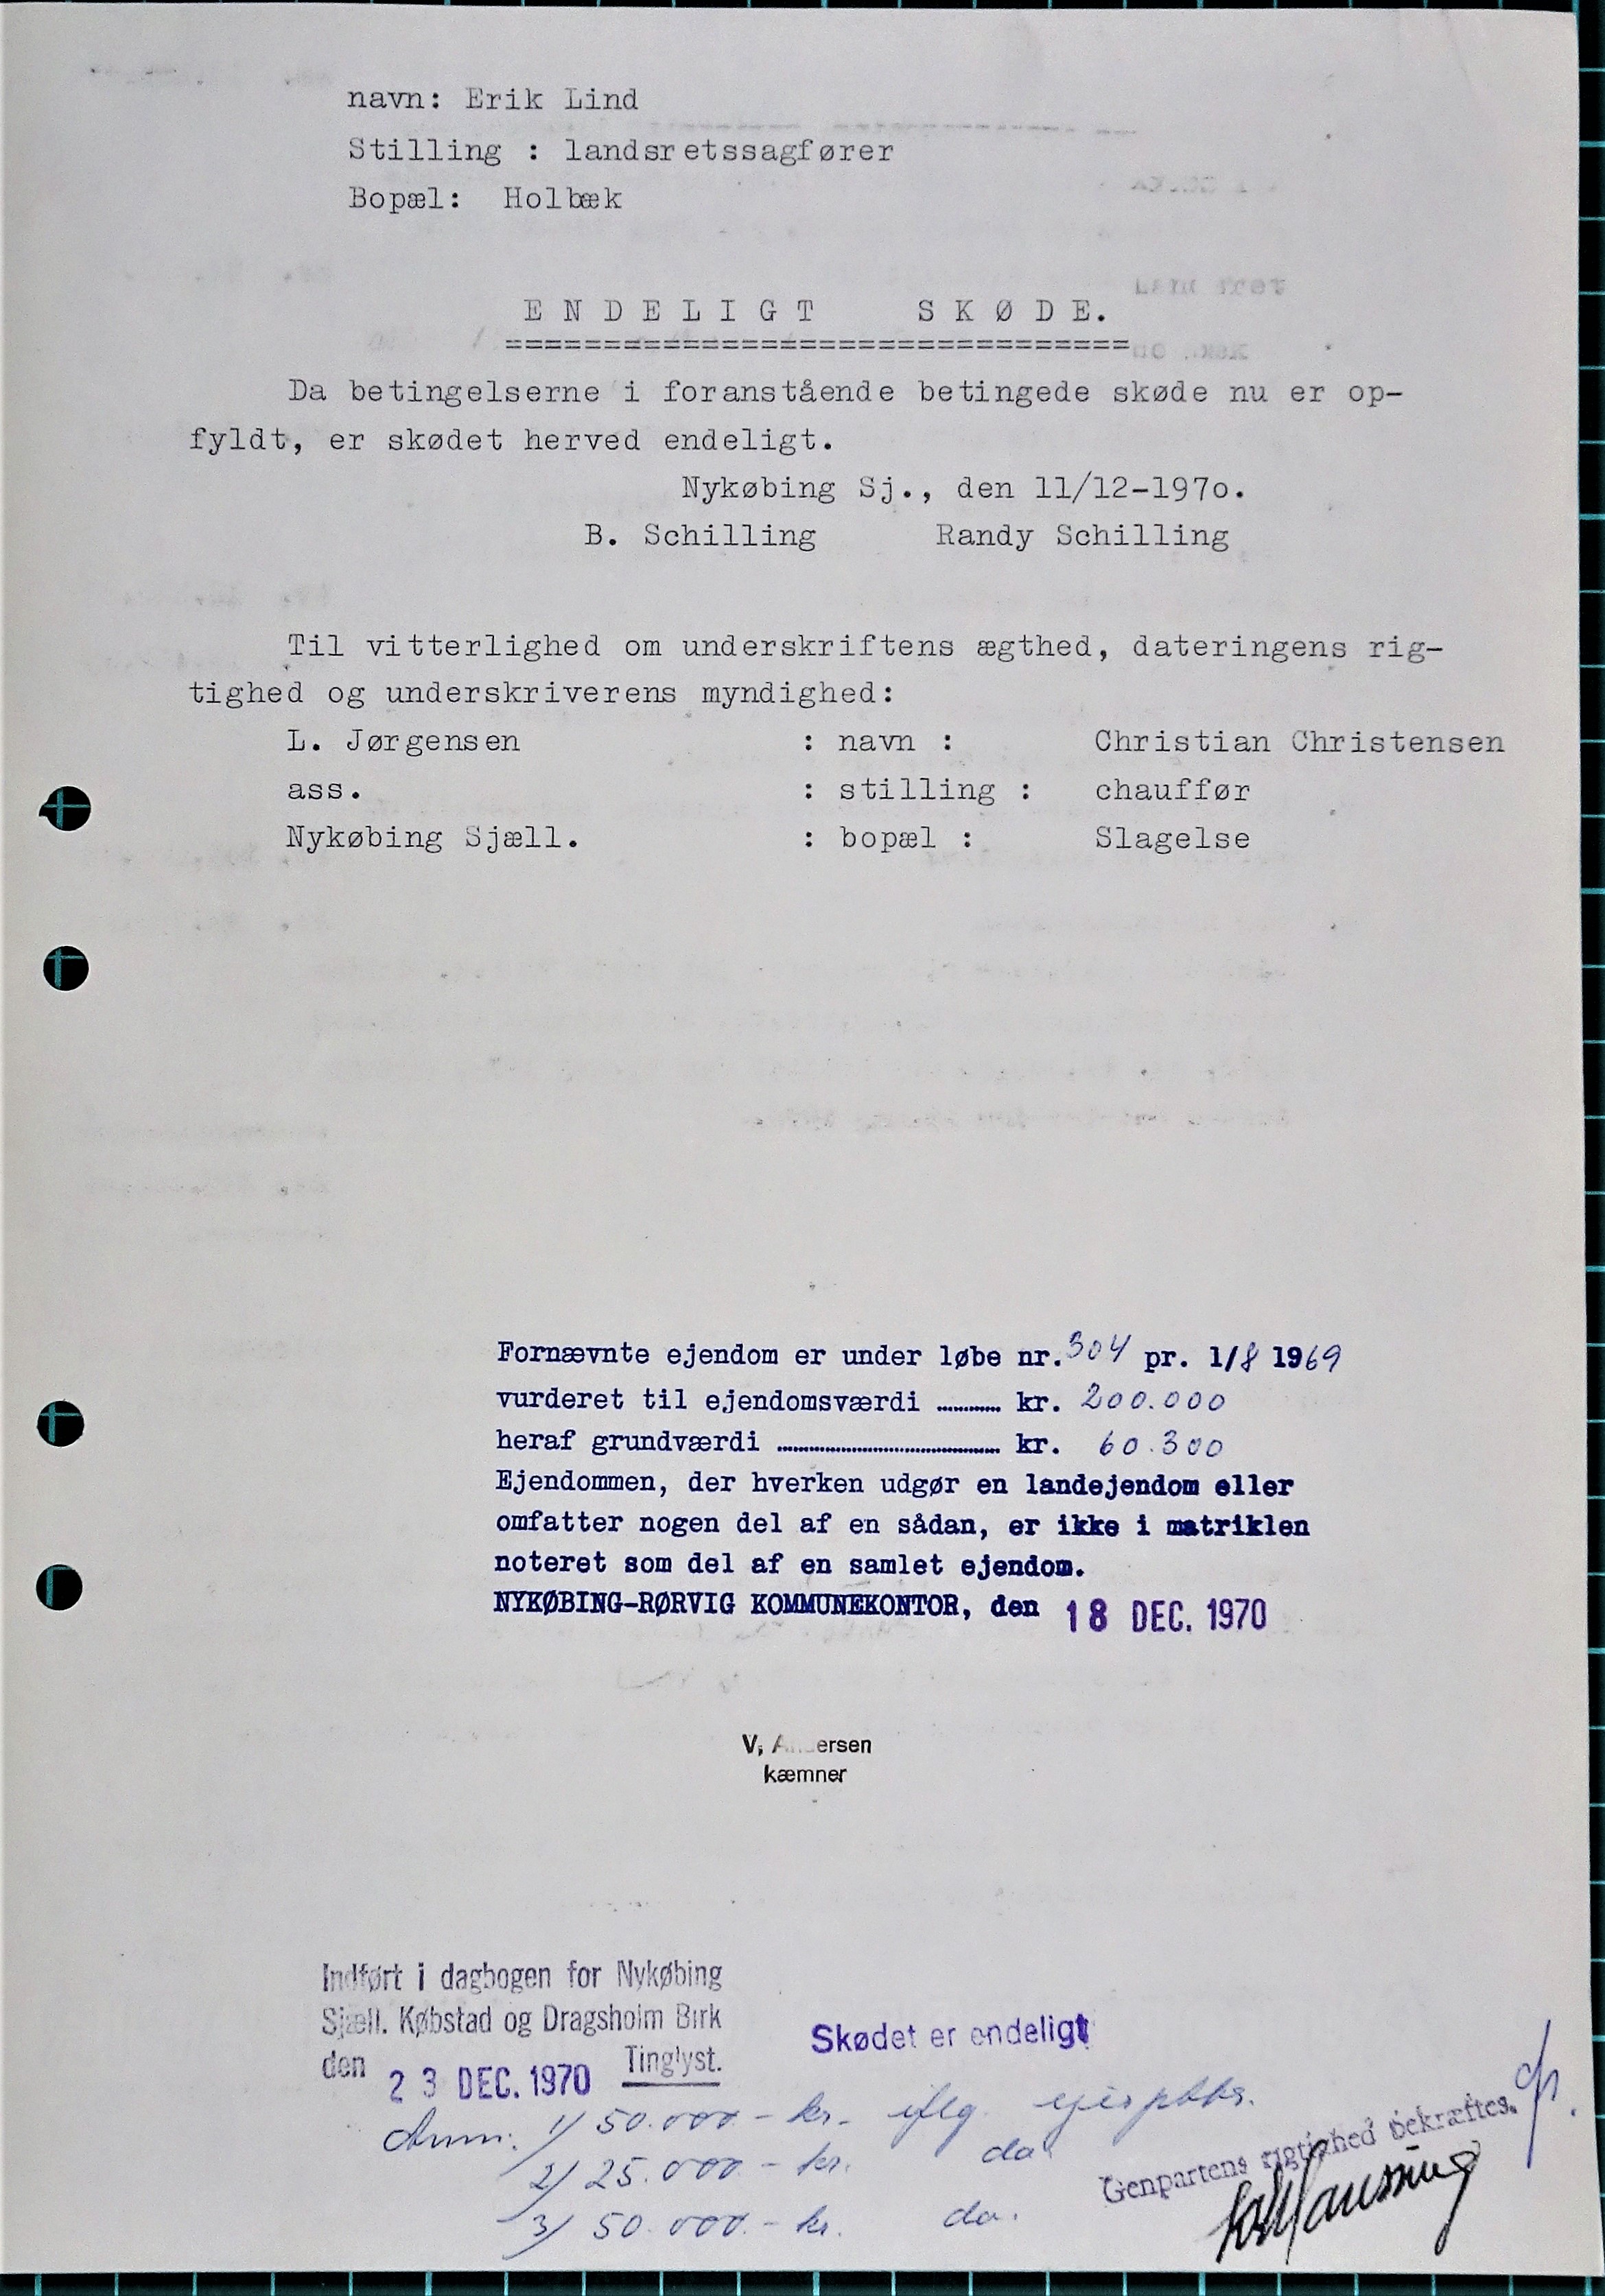 navn: Erik Lind
Stilling : landsretssagfører
Bopæl: Holbæk
ENDELIGT SKØDE.
================================
Da betingelserne i foranstående betingede skøde nu er op-
fyldt, er skødet herved endeligt.
Nykøbing Sj., den 11/12-197o.
B. Schilling Randy Schilling
Til vitterlighed om underskriftens ægthed, dateringens rig-
tighed og underskriverens myndighed:
L. Jørgensen : navn : Christian Christensen
ass. : stilling : chauffør
Nykøbing Sjæll. : bopæl : Slagelse
Fornævnte ejendom er under løbe nr. 304 pr. 1/8 1969
vurderet til ejendomsværdi ............ kr. 200.000
heraf grundværdi ............ kr. 60.300
Ejendommen, der hverken udgør en landejendom eller
omfatter nogen del af en sådan, er ikke i matriklen
noteret som del af en samlet ejendom.
NYKØBING-RØRVIG KOMMUNEKONTOR, den 18 DEC. 1970
V. Andersen
kæmner
Indført i dagbogen for Nykøbing
Sjæll. Købstad og Dragsholm Birk
den 23 DEC. 1970 Tinglyst.
Skødet er endeligt
Anm: 1/ 50.000 - kr. iflg. ejerptbr.
2/ 25.000 - kr. do.
3/ 50.000. - kr. do.
Genpartens rigtighed bekræftes.